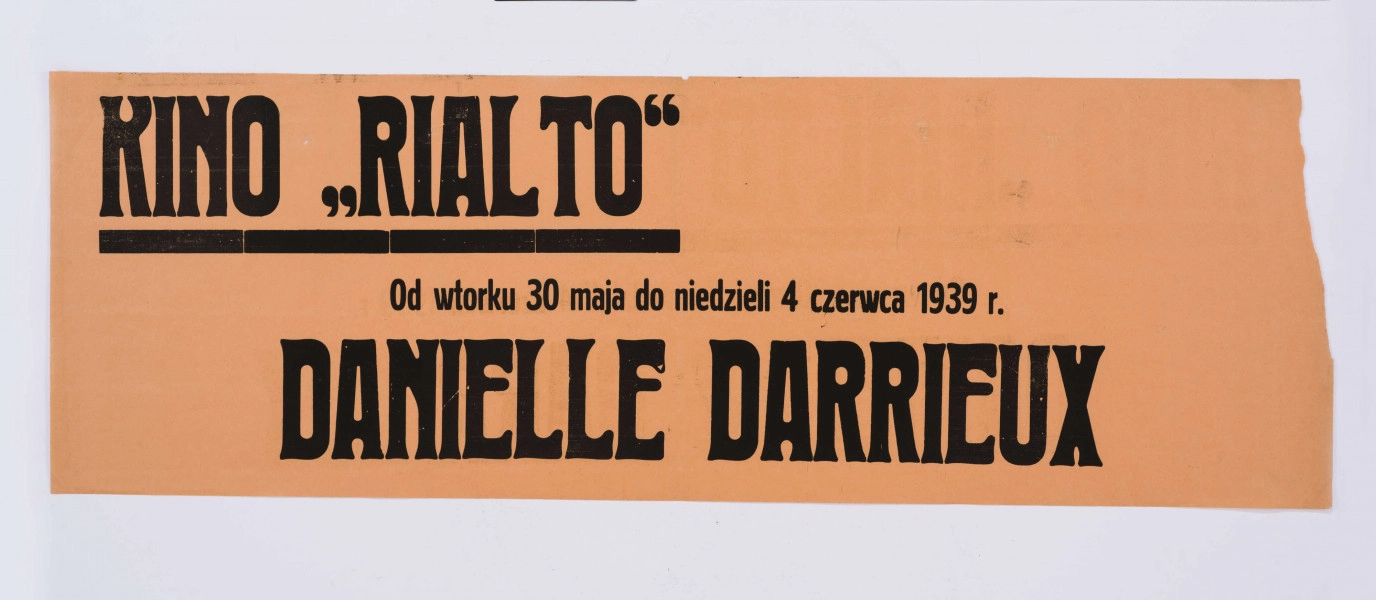 KINO „RIALTO“
Od wtorku 30 maja do niedzieli 4 czerwca 1939 r.
DANIELLE DARRIEUX